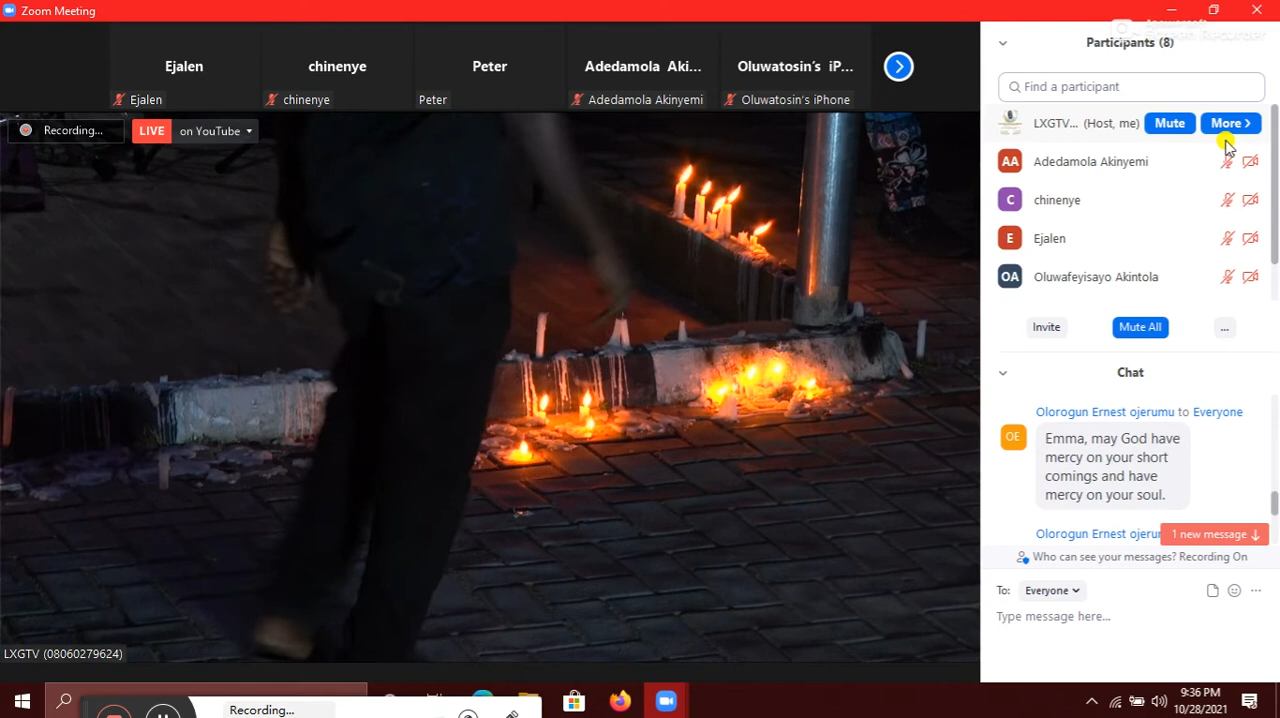 Zoom Meeting
Ejalen
chinenye
Peter
Adedamola Aki...
Oluwatosin's iP...
Ejalen
chinenye
Peter
Adedamola Akinyemi
Oluwatosin's iPhone
Recording...
LIVE
on YouTube
LXGTV (08060279624)
Screen Recorder
Participants (8)
Find a participant
LXGTV... (Host, me)
Mute
More
AA
Adedamola Akinyemi
C
chinenye
E
Ejalen
OA
Oluwafeyisayo Akintola
Invite
Mute All
...
Chat
Olorogun Ernest ojerumu to Everyone
OE
Emma, may God have
mercy on your short
comings and have
mercy on your soul.
Olorogun Ernest ojerum
1 new message
Who can see your messages? Recording On
To:
Everyone
Type message here...
Recording...
9:36 PM
10/28/2021